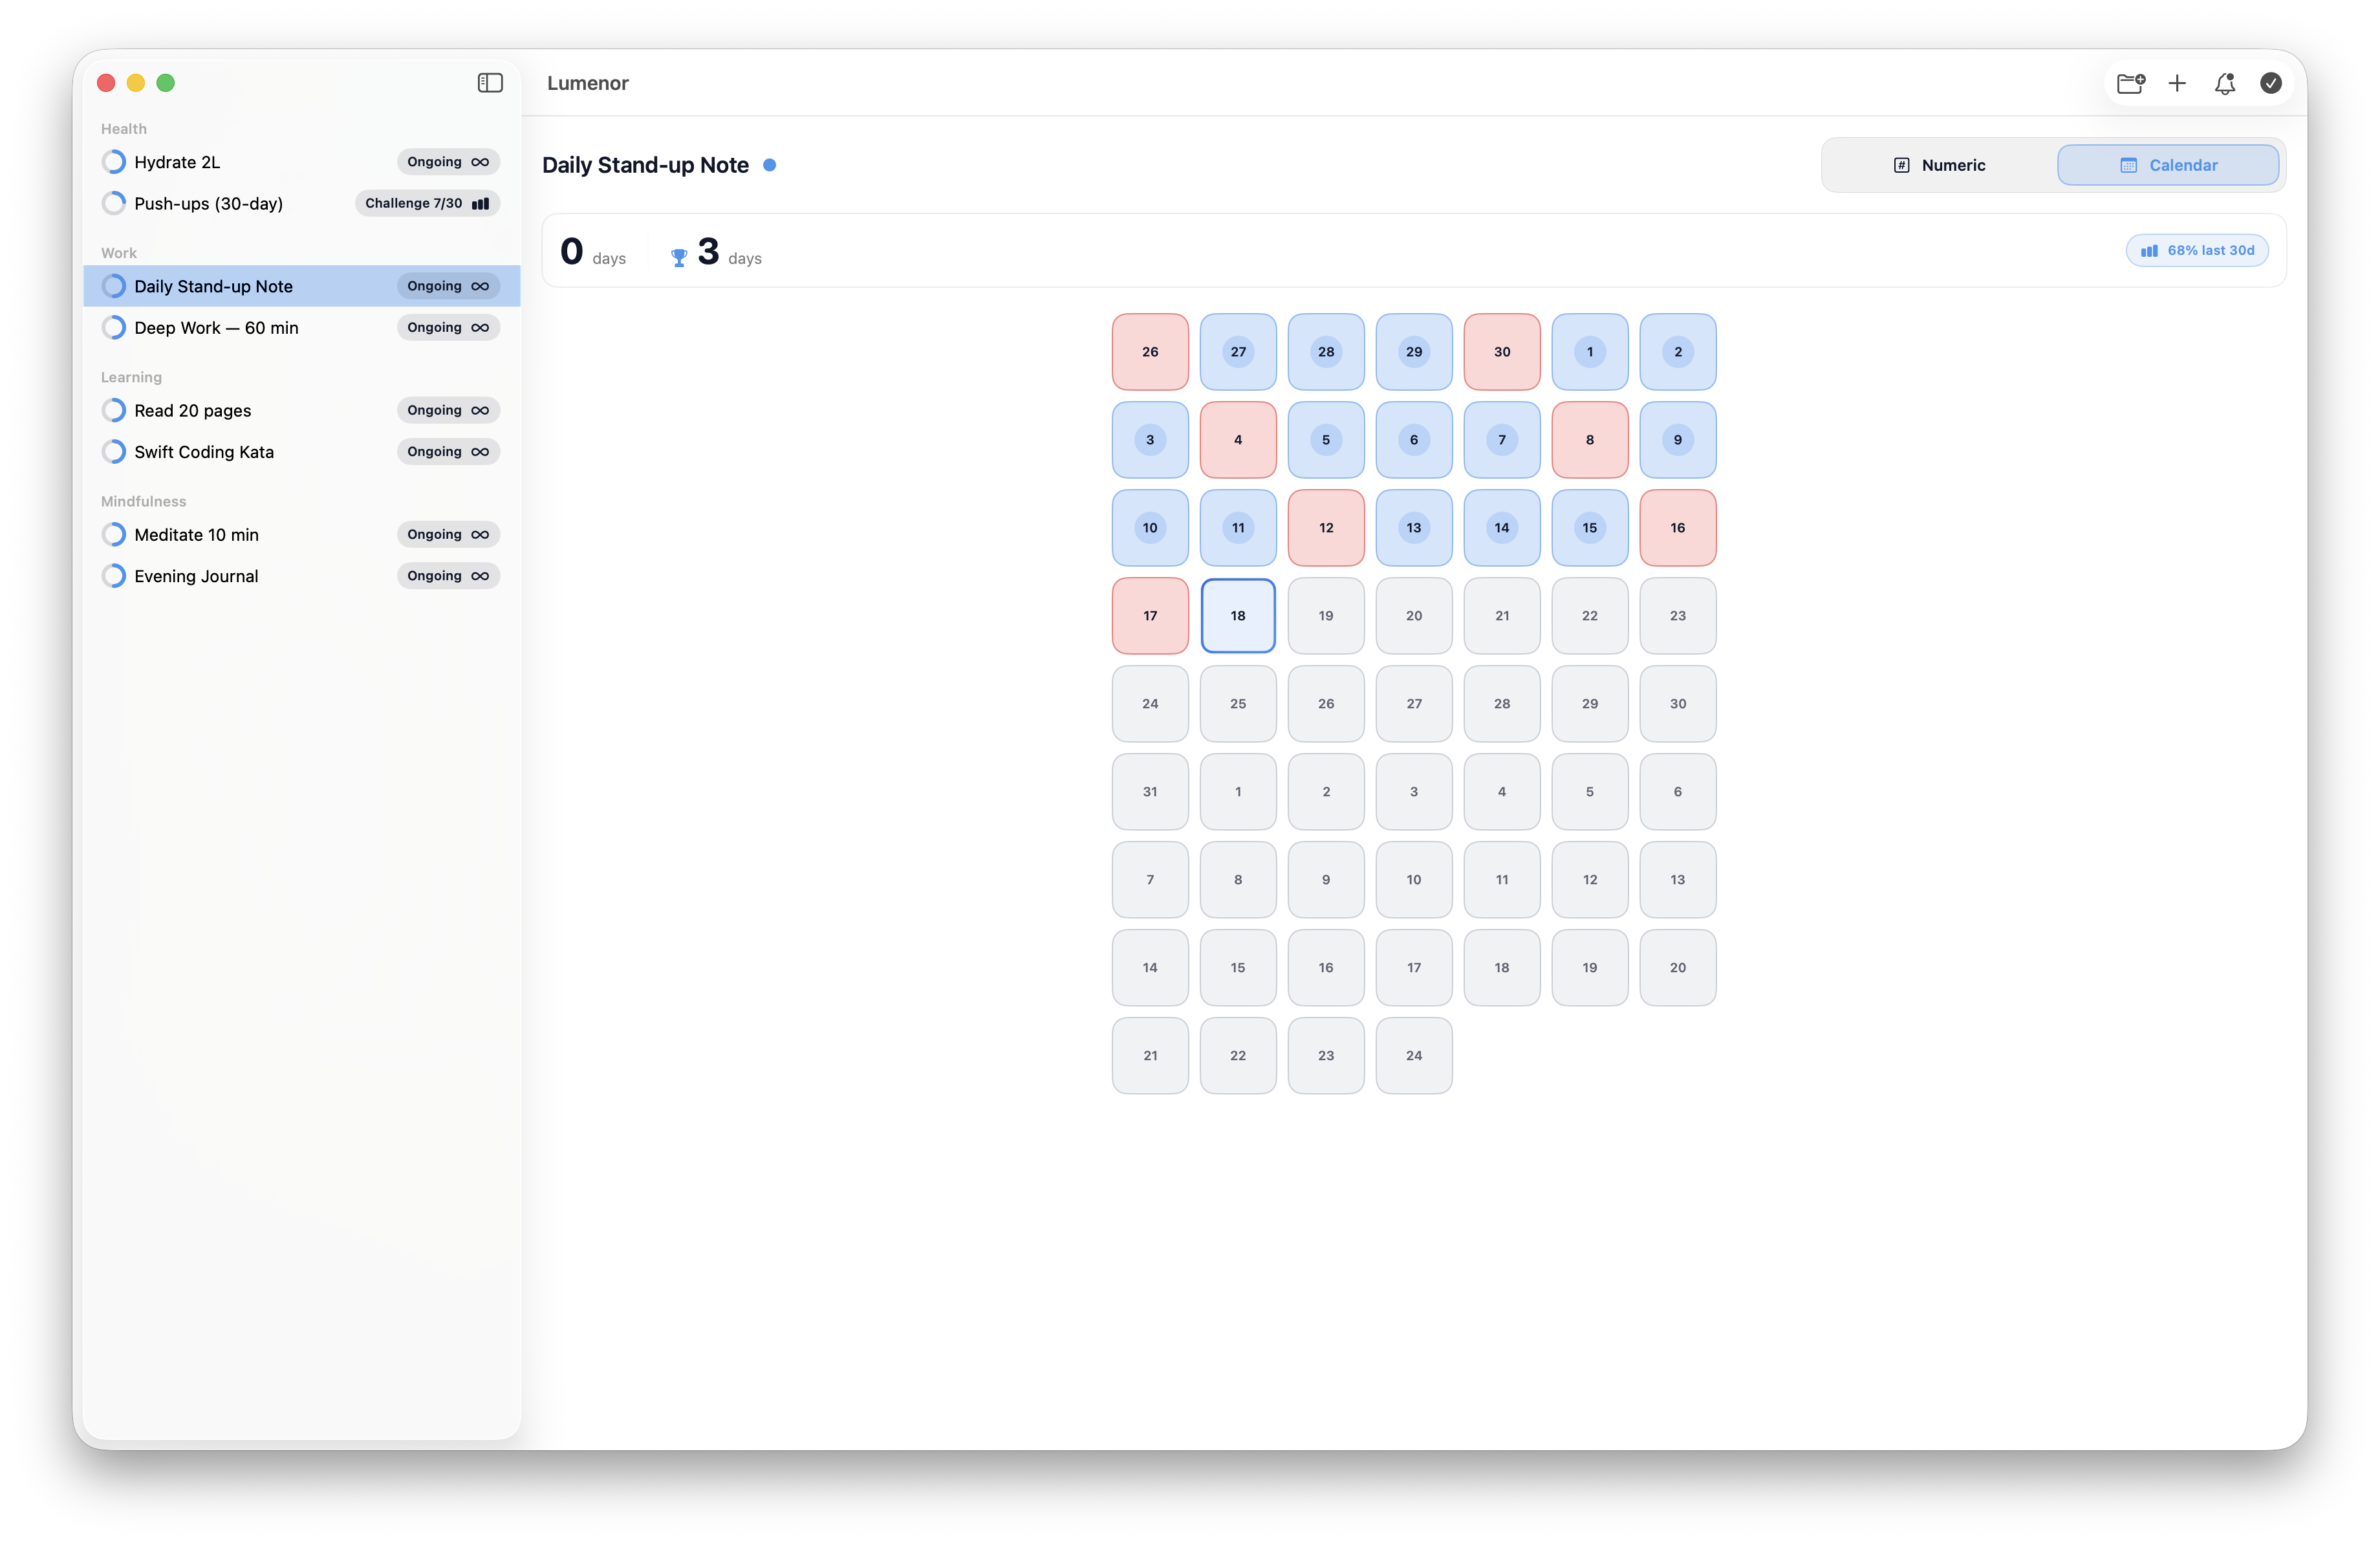 Lumenor
Health
Hydrate 2L Ongoing
Push-ups (30-day) Challenge 7/30
Work
Daily Stand-up Note Ongoing
Deep Work — 60 min Ongoing
Learning
Read 20 pages Ongoing
Swift Coding Kata Ongoing
Mindfulness
Meditate 10 min Ongoing
Evening Journal Ongoing
Daily Stand-up Note
Numeric Calendar
0 days 3 days 68% last 30d
26 27 28 29 30 1 2
3 4 5 6 7 8 9
10 11 12 13 14 15 16
17 18 19 20 21 22 23
24 25 26 27 28 29 30
31 1 2 3 4 5 6
7 8 9 10 11 12 13
14 15 16 17 18 19 20
21 22 23 24